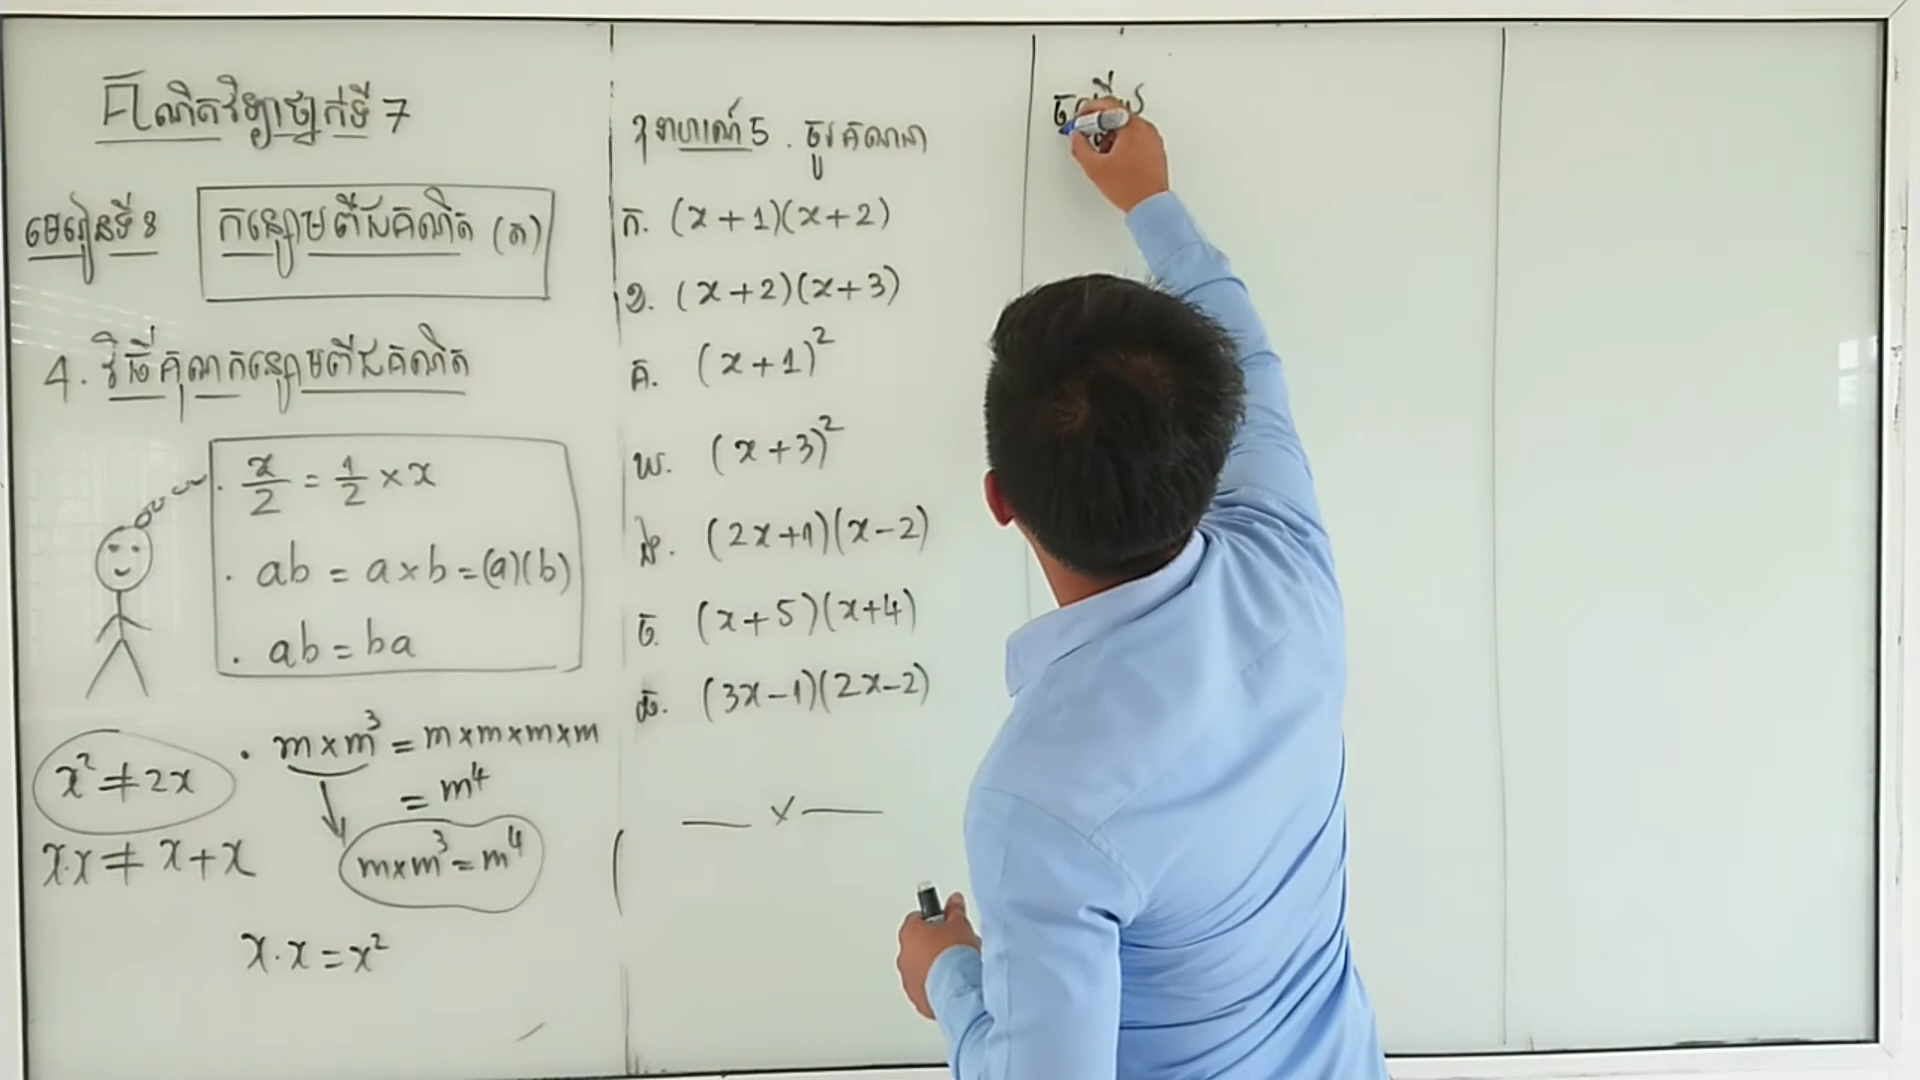 គណិតវិទ្យាថ្នាក់ទី 7
មេរៀនទី 8 កន្សោមពីជគណិត (ត)
4. វិធីគុណកន្សោមពីជគណិត
. x/2 = 1/2 × x
. ab = a × b = (a)(b)
. ab = ba
x² ≠ 2x
x.x ≠ x + x
. m × m³ = m × m × m × m
= m⁴
m × m³ = m⁴
x.x = x²
ឧទាហរណ៍ 5 . ចូរគណនា
ក. (x + 1)(x + 2)
ខ. (x + 2)(x + 3)
គ. (x + 1)²
ឃ. (x + 3)²
ង. (2x + 1)(x − 2)
ច. (x + 5)(x + 4)
ឆ. (3x − 1)(2x − 2)
— x —